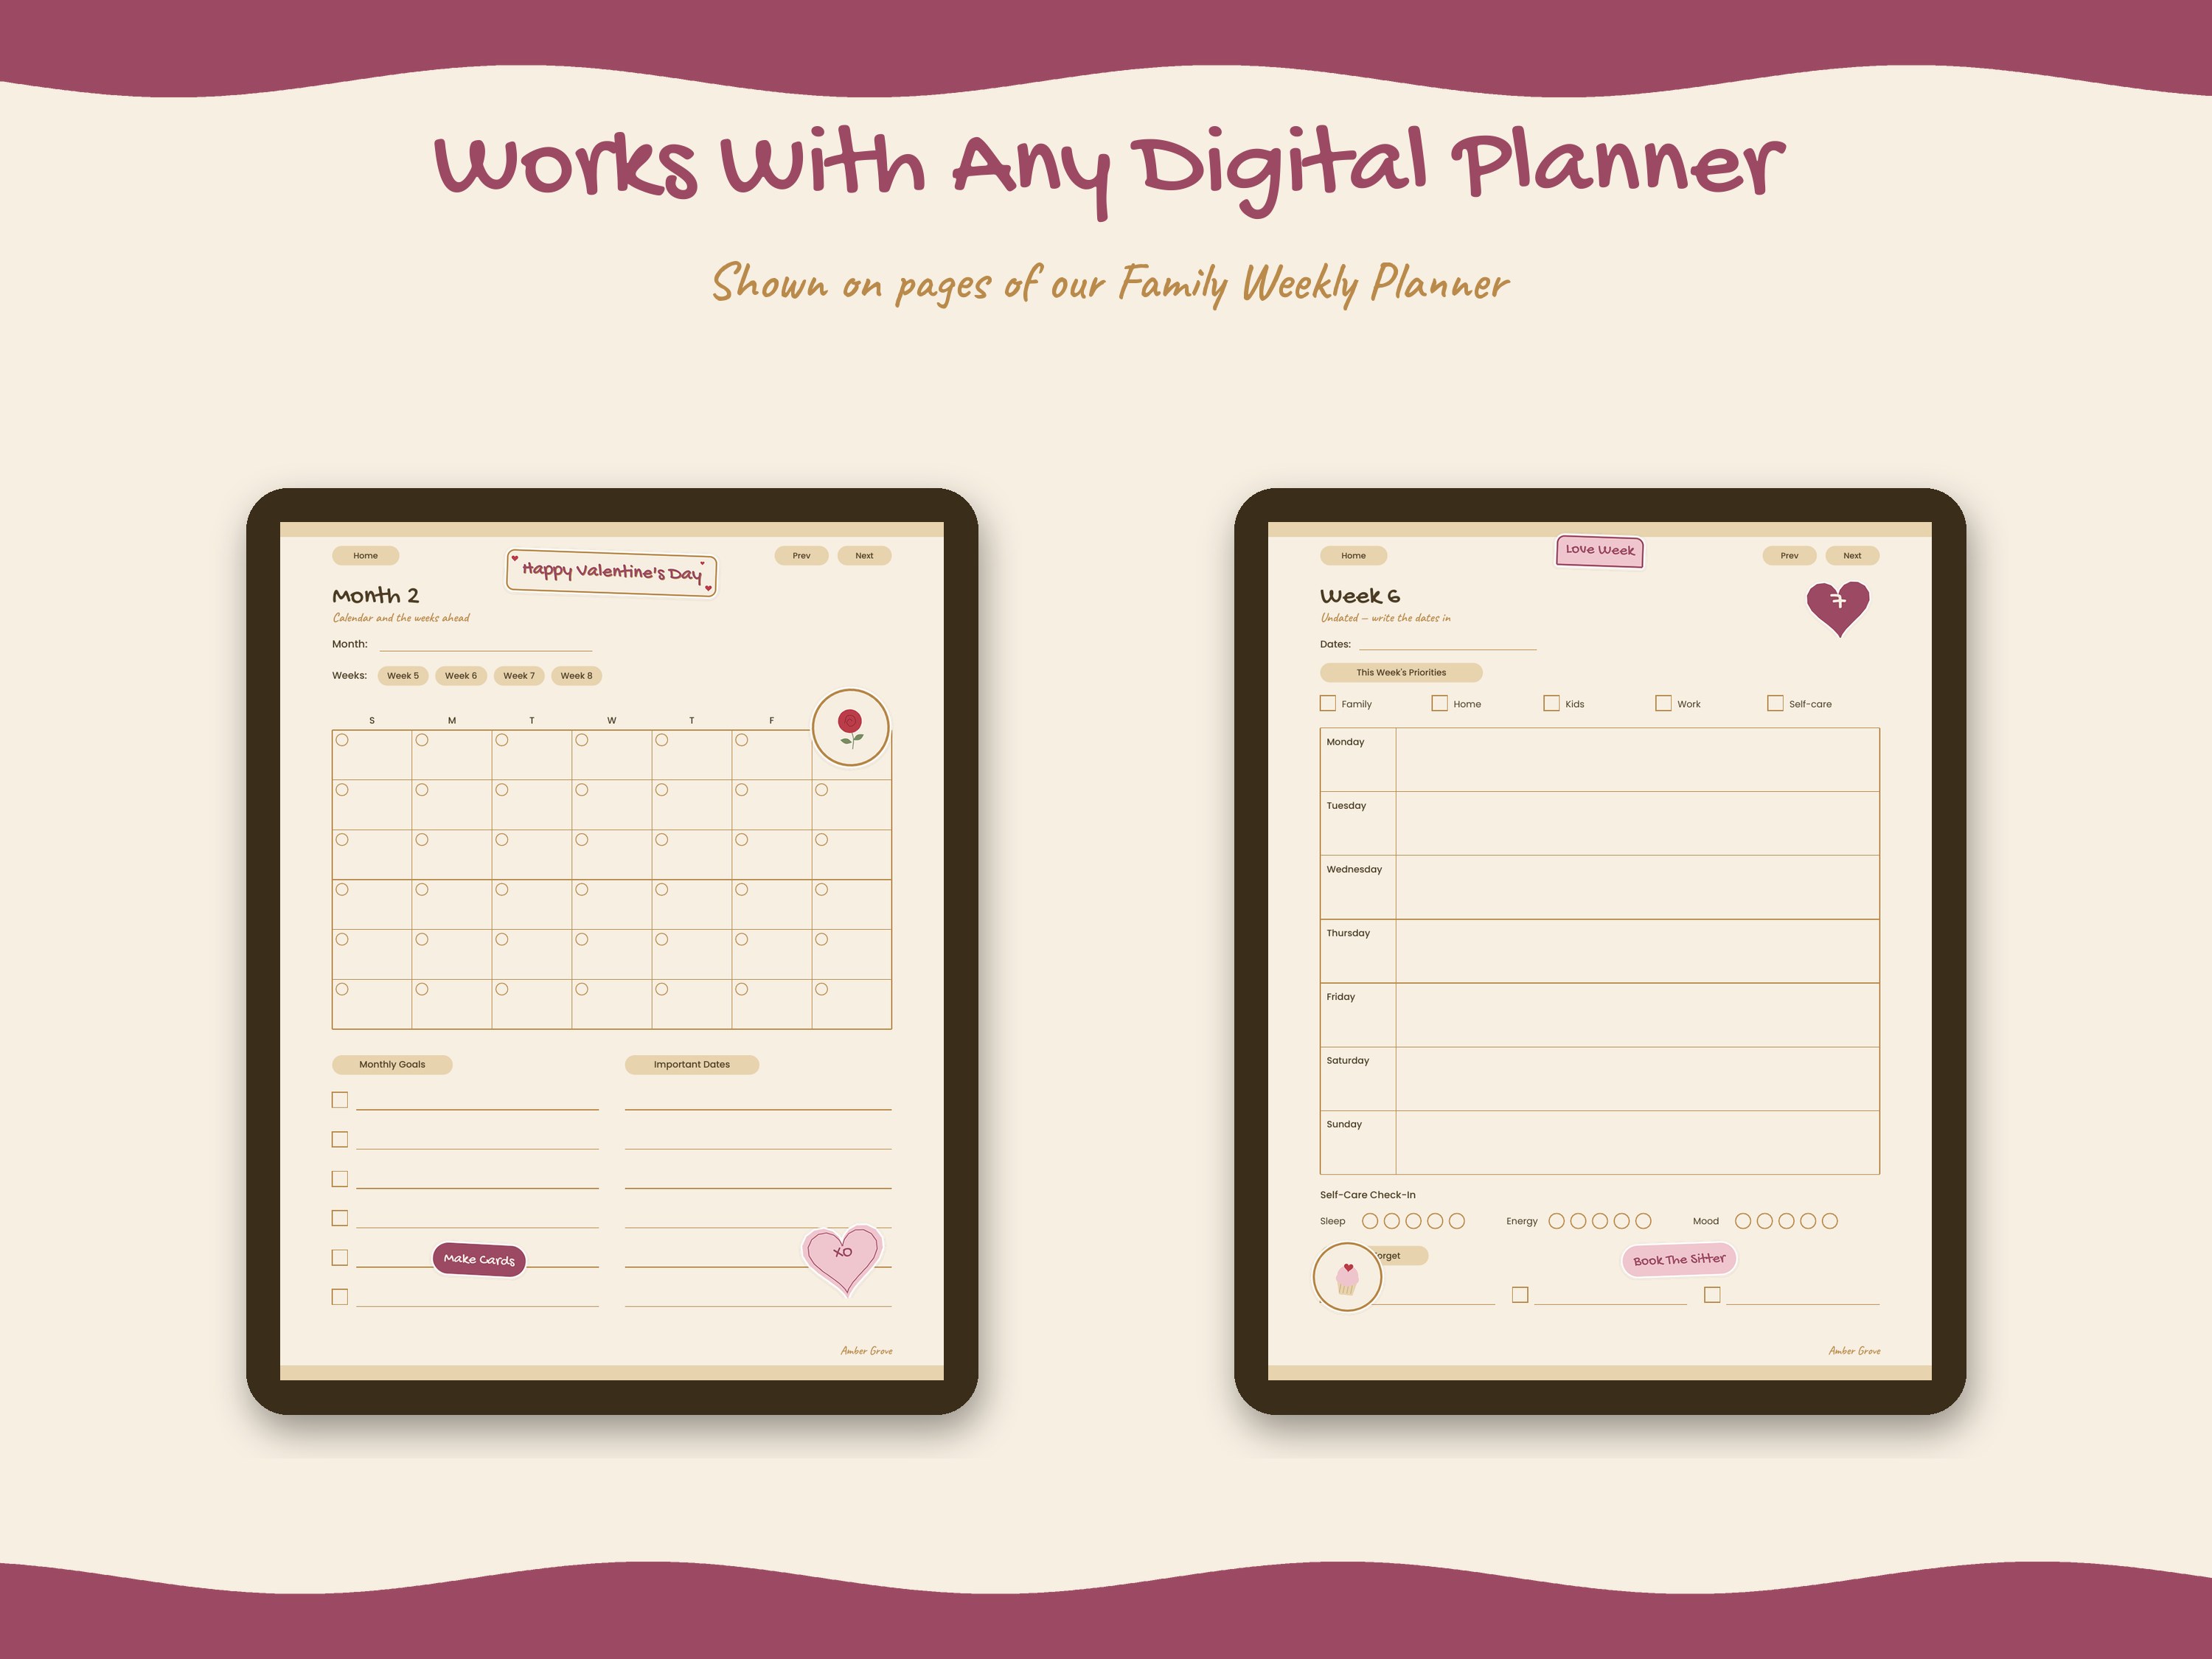 Works With Any Digital Planner
Shown on pages of our Family Weekly Planner
Home
Happy Valentine's Day
Prev
Next
Month 2
Calendar and the weeks ahead
Month:
Weeks: Week 5 Week 6 Week 7 Week 8
S M T W T F
Monthly Goals
Important Dates
Make Cards
XO
Amber Grove
Home
Love Week
Prev
Next
Week 6
Undated – write the dates in
7
Dates:
This Week's Priorities
Family Home Kids Work Self-care
Monday
Tuesday
Wednesday
Thursday
Friday
Saturday
Sunday
Self-Care Check-In
Sleep Energy Mood
Book The Sitter
Amber Grove